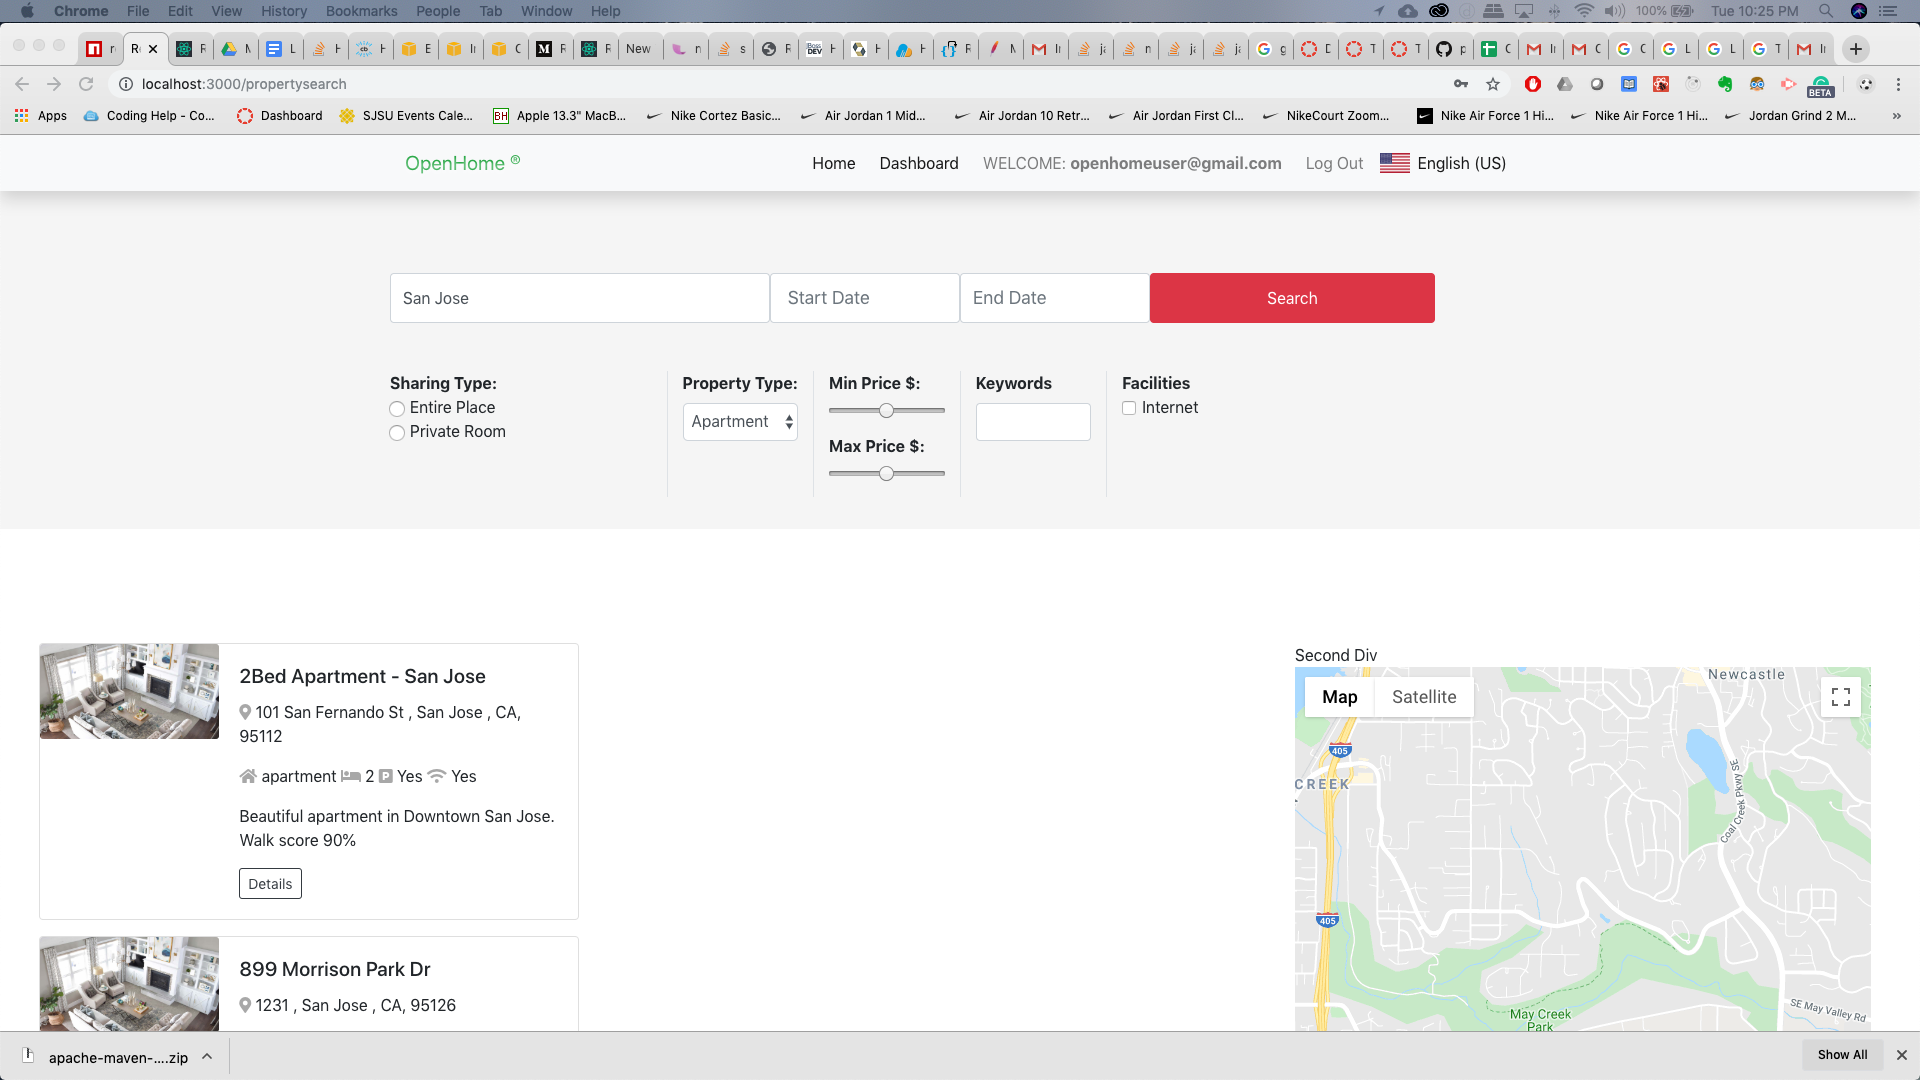 Chrome File Edit View History Bookmarks People Tab Window Help 100% Tue 10:25 PM
New
localhost:3000/propertysearch BETA
Apps Coding Help - Co... Dashboard SJSU Events Cale... BH Apple 13.3" MacB... Nike Cortez Basic... Air Jordan 1 Mid... Air Jordan 10 Retr... Air Jordan First Cl... NikeCourt Zoom... Nike Air Force 1 Hi... Nike Air Force 1 Hi... Jordan Grind 2 M... »
OpenHome ® Home Dashboard WELCOME: openhomeuser@gmail.com Log Out English (US)
San Jose Start Date End Date Search
Sharing Type: Property Type: Min Price $: Keywords Facilities
Entire Place Apartment Internet
Private Room
Max Price $:
2Bed Apartment - San Jose
101 San Fernando St , San Jose , CA,
95112
apartment 2 P Yes Yes
Beautiful apartment in Downtown San Jose.
Walk score 90%
Details
899 Morrison Park Dr
1231 , San Jose , CA, 95126
Second Div
Map Satellite
Newcastle
405
CREEK
Coal Creek Pkwy SE
405
SE May Valley Rd
May Creek
Park
apache-maven-....zip Show All